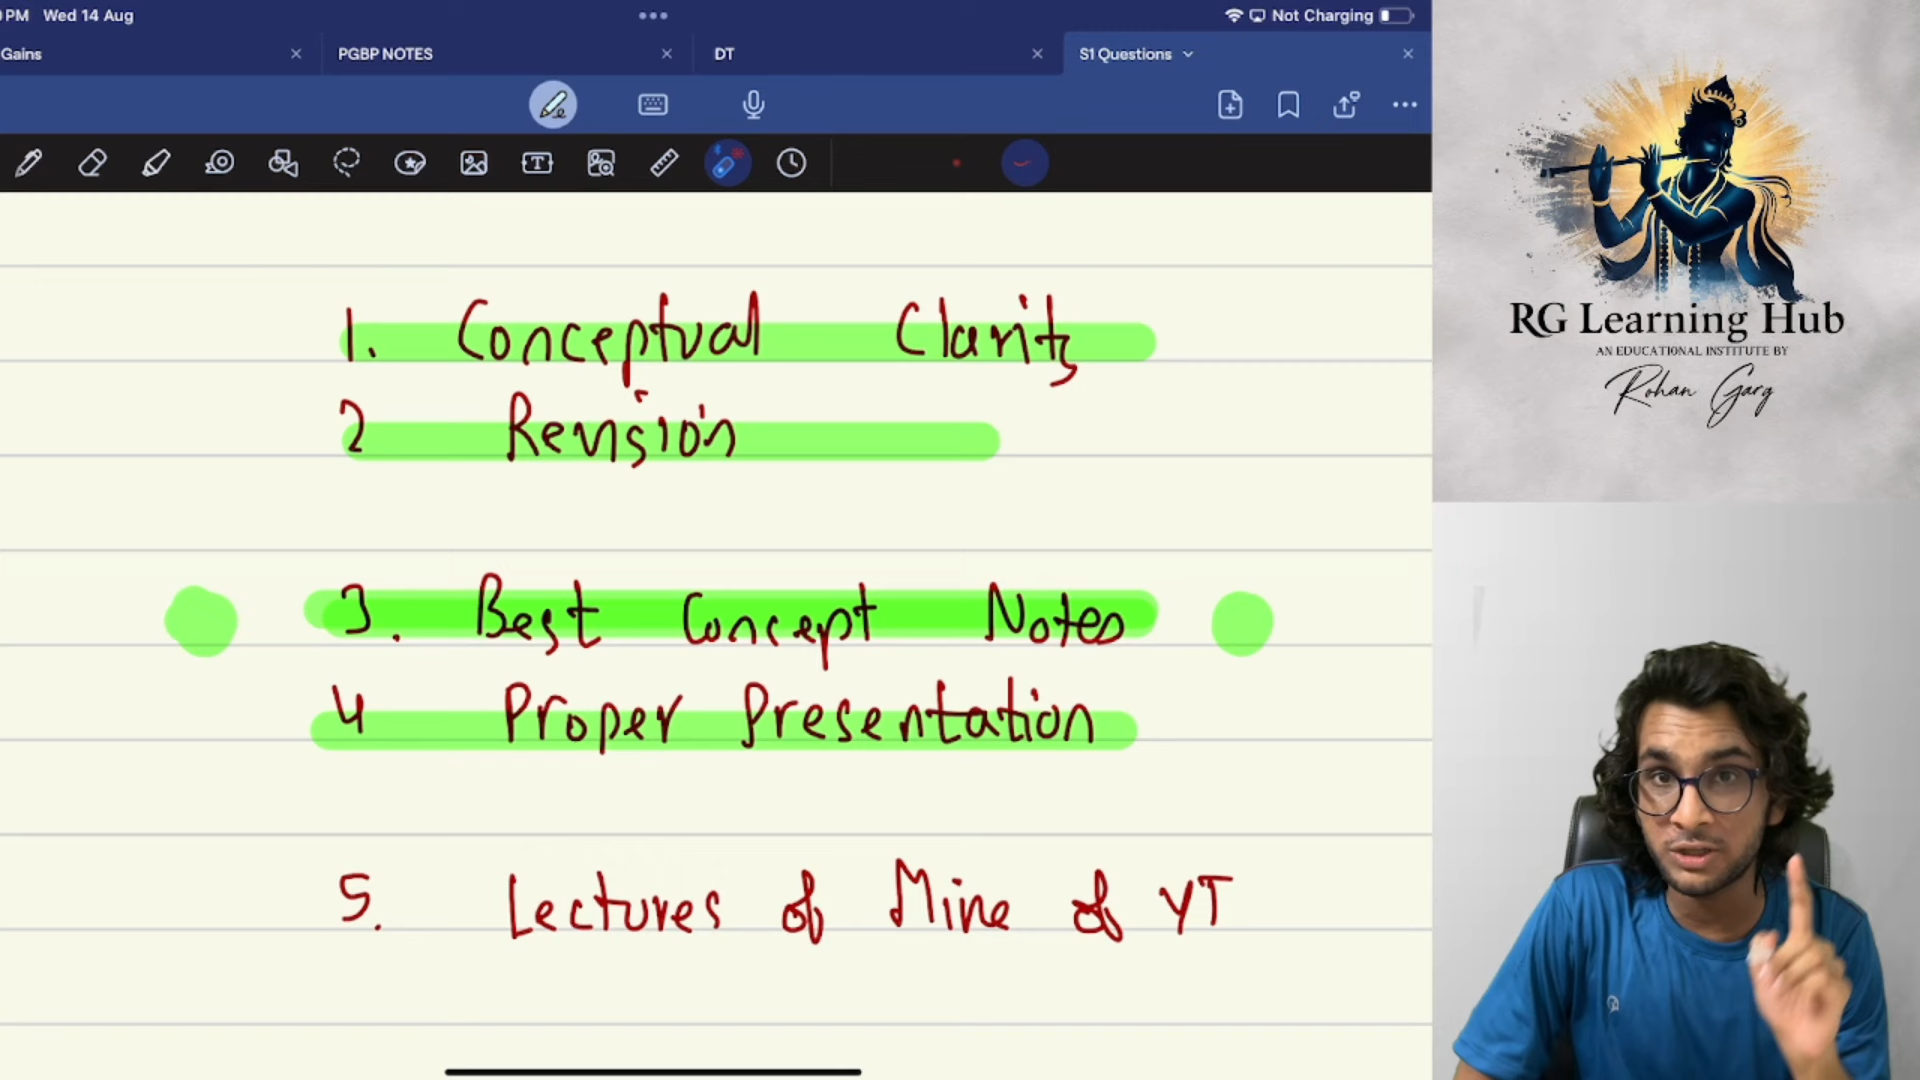 PM Wed 14 Aug
Not Charging
Gains
PGBP NOTES
DT
S1 Questions
1. Conceptual Clarity
2 Revision
3. Best Concept Notes
4 Proper Presentation
5. Lectures of Mine of YT
RG Learning Hub
AN EDUCATIONAL INSTITUTE BY
Rohan Garg